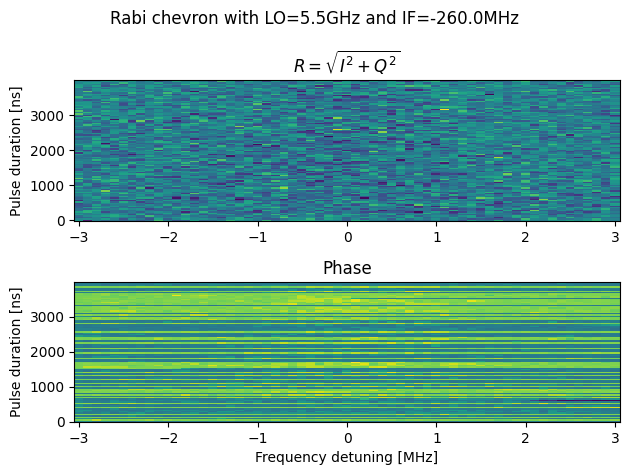 Rabi chevron with LO=5.5GHz and IF=-260.0MHz
R = √I² + Q²
Pulse duration [ns]
3000
2000
1000
0
−3 −2 −1 0 1 2 3
Phase
Pulse duration [ns]
3000
2000
1000
0
−3 −2 −1 0 1 2 3
Frequency detuning [MHz]